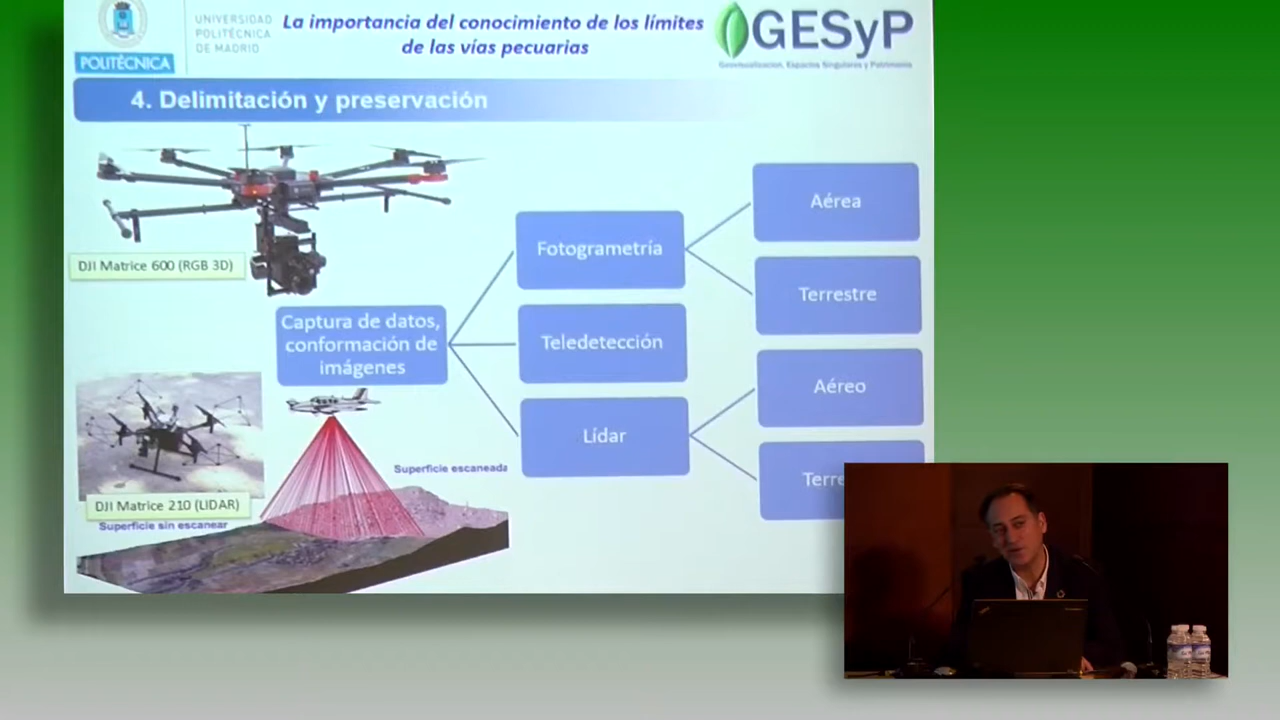 UNIVERSIDAD
POLITÉCNICA
DE MADRID
POLITÉCNICA
La importancia del conocimiento de los límites
de las vías pecuarias
GESyP
Geovisualización, Espacios Singulares y Patrimonio
4. Delimitación y preservación
DJI Matrice 600 (RGB 3D)
Captura de datos,
conformación de
imágenes
Fotogrametría
Teledetección
Lídar
Aérea
Terrestre
Aéreo
Terre
Superficie escaneada
DJI Matrice 210 (LIDAR)
Superficie sin escanear